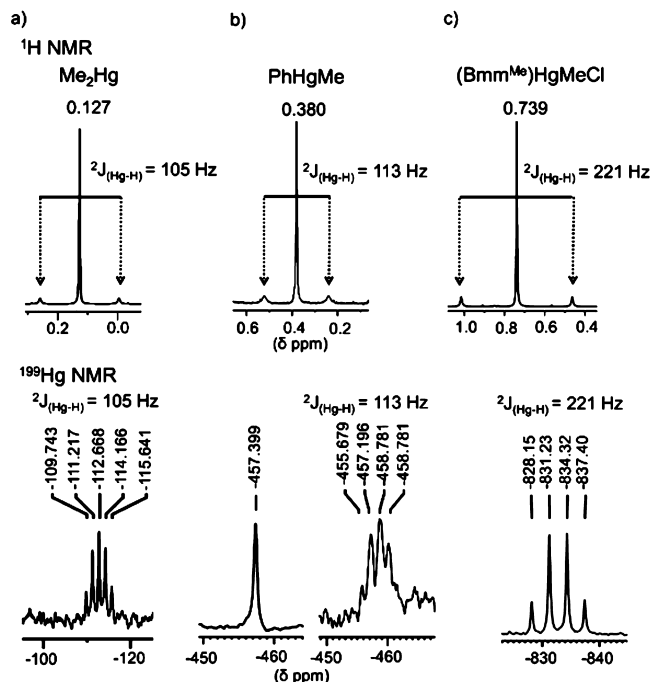 a)
b)
c)
¹H NMR
Me₂Hg
PhHgMe
(Bmm^Me)HgMeCl
0.127
0.380
0.739
²J(Hg-H) = 105 Hz
²J(Hg-H) = 113 Hz
²J(Hg-H) = 221 Hz
0.2 0.0
0.6 0.4 0.2
1.0 0.8 0.6 0.4
(δ ppm)
¹⁹⁹Hg NMR
²J(Hg-H) = 105 Hz
²J(Hg-H) = 113 Hz
²J(Hg-H) = 221 Hz
-109.743
-111.217
-112.668
-114.166
-115.641
-457.399
-455.679
-457.196
-458.781
-458.781
-828.15
-831.23
-834.32
-837.40
-100 -120
-450 -460
-450 -460
-830 -840
(δ ppm)